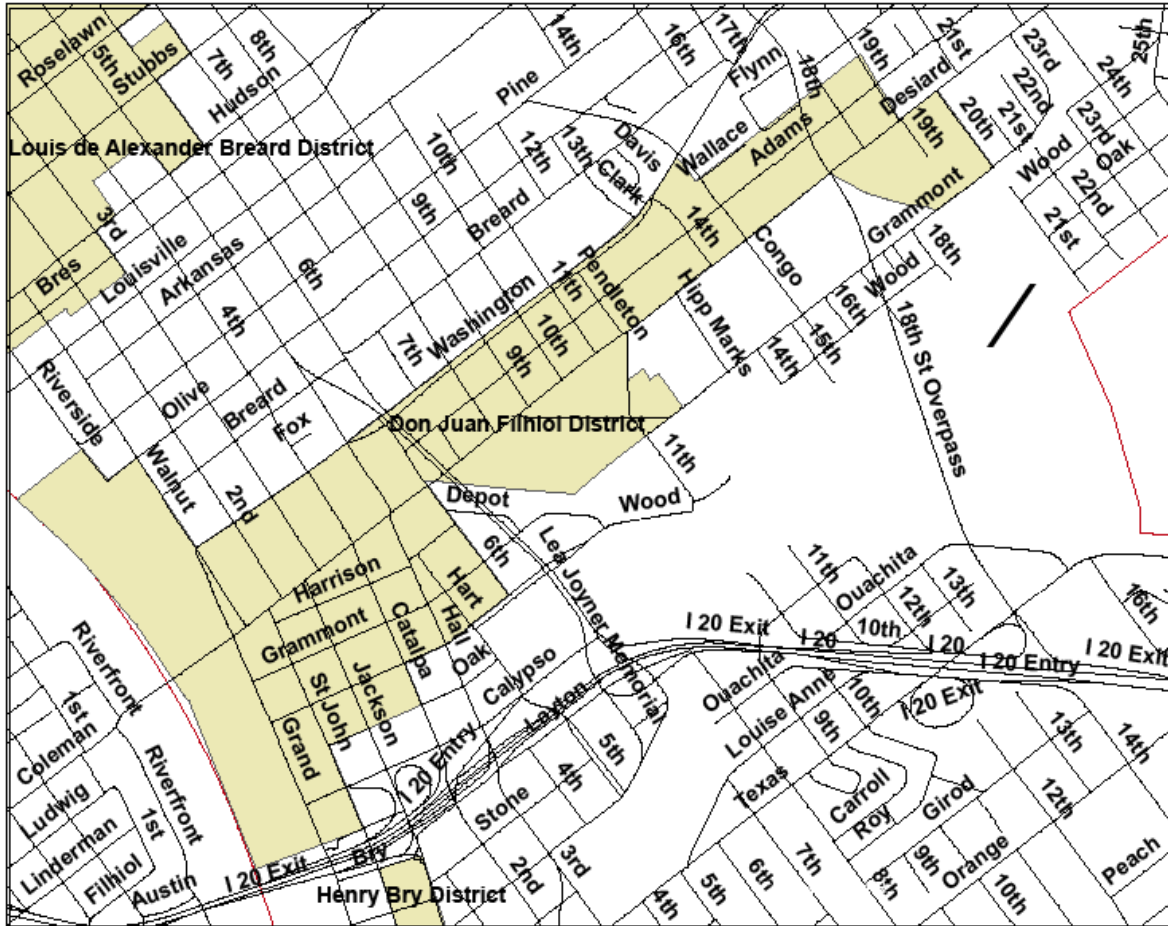 Roselawn
5th
Stubbs
7th
8th
Hudson
14th
16th
17th
Flynn
18th
19th
21st
23rd
24th
25th
Pine
Desiard
22nd
21st
20th
19th
23rd
Oak
Wood
22nd
21st
Louis de Alexander Breard District
10th
12th
13th
Davis
Clark
Wallace
Adams
9th
Breard
3rd
Bres
Louisville
Arkansas
6th
4th
14th
Congo
Grammont
18th
Wood
16th
15th
14th
Hipp Marks
Pendleton
11th
10th
9th
Washington
7th
18th St Overpass
Riverside
Olive
Breard
Fox
Walnut
2nd
Don Juan Filhiol District
11th
Depot
Wood
6th
Lea Joyner Memorial
Harrison
Hart
Hall
Catalpa
Grammont
Oak
Jackson
St John
Grand
Calypso
Layton
I 20 Entry
5th
4th
Stone
I 20 Exit
I 20
10th
I 20
I 20 Entry
I 20 Exit
11th
Ouachita
12th
13th
16th
Ouachita
Louise Anne
10th
9th
I 20 Exit
13th
14th
12th
Texas
Carroll
Roy
Girod
9th
Orange
10th
8th
7th
6th
5th
4th
Peach
3rd
2nd
Riverfront
1st
Coleman
Ludwig
Linderman
Filhiol
1st
Riverfront
Austin
I 20 Exit
Bry
Henry Bry District